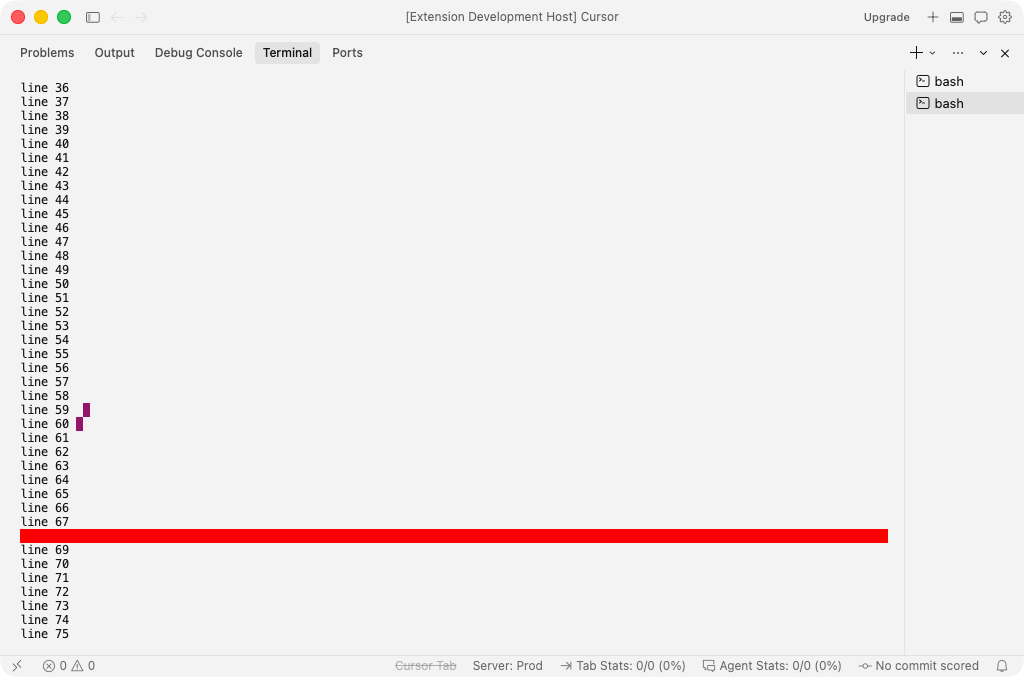 [Extension Development Host] Cursor
Upgrade
Problems Output Debug Console Terminal Ports
line 36
line 37
line 38
line 39
line 40
line 41
line 42
line 43
line 44
line 45
line 46
line 47
line 48
line 49
line 50
line 51
line 52
line 53
line 54
line 55
line 56
line 57
line 58
line 59
line 60
line 61
line 62
line 63
line 64
line 65
line 66
line 67
line 69
line 70
line 71
line 72
line 73
line 74
line 75
bash
bash
0 0 Cursor Tab Server: Prod Tab Stats: 0/0 (0%) Agent Stats: 0/0 (0%) No commit scored